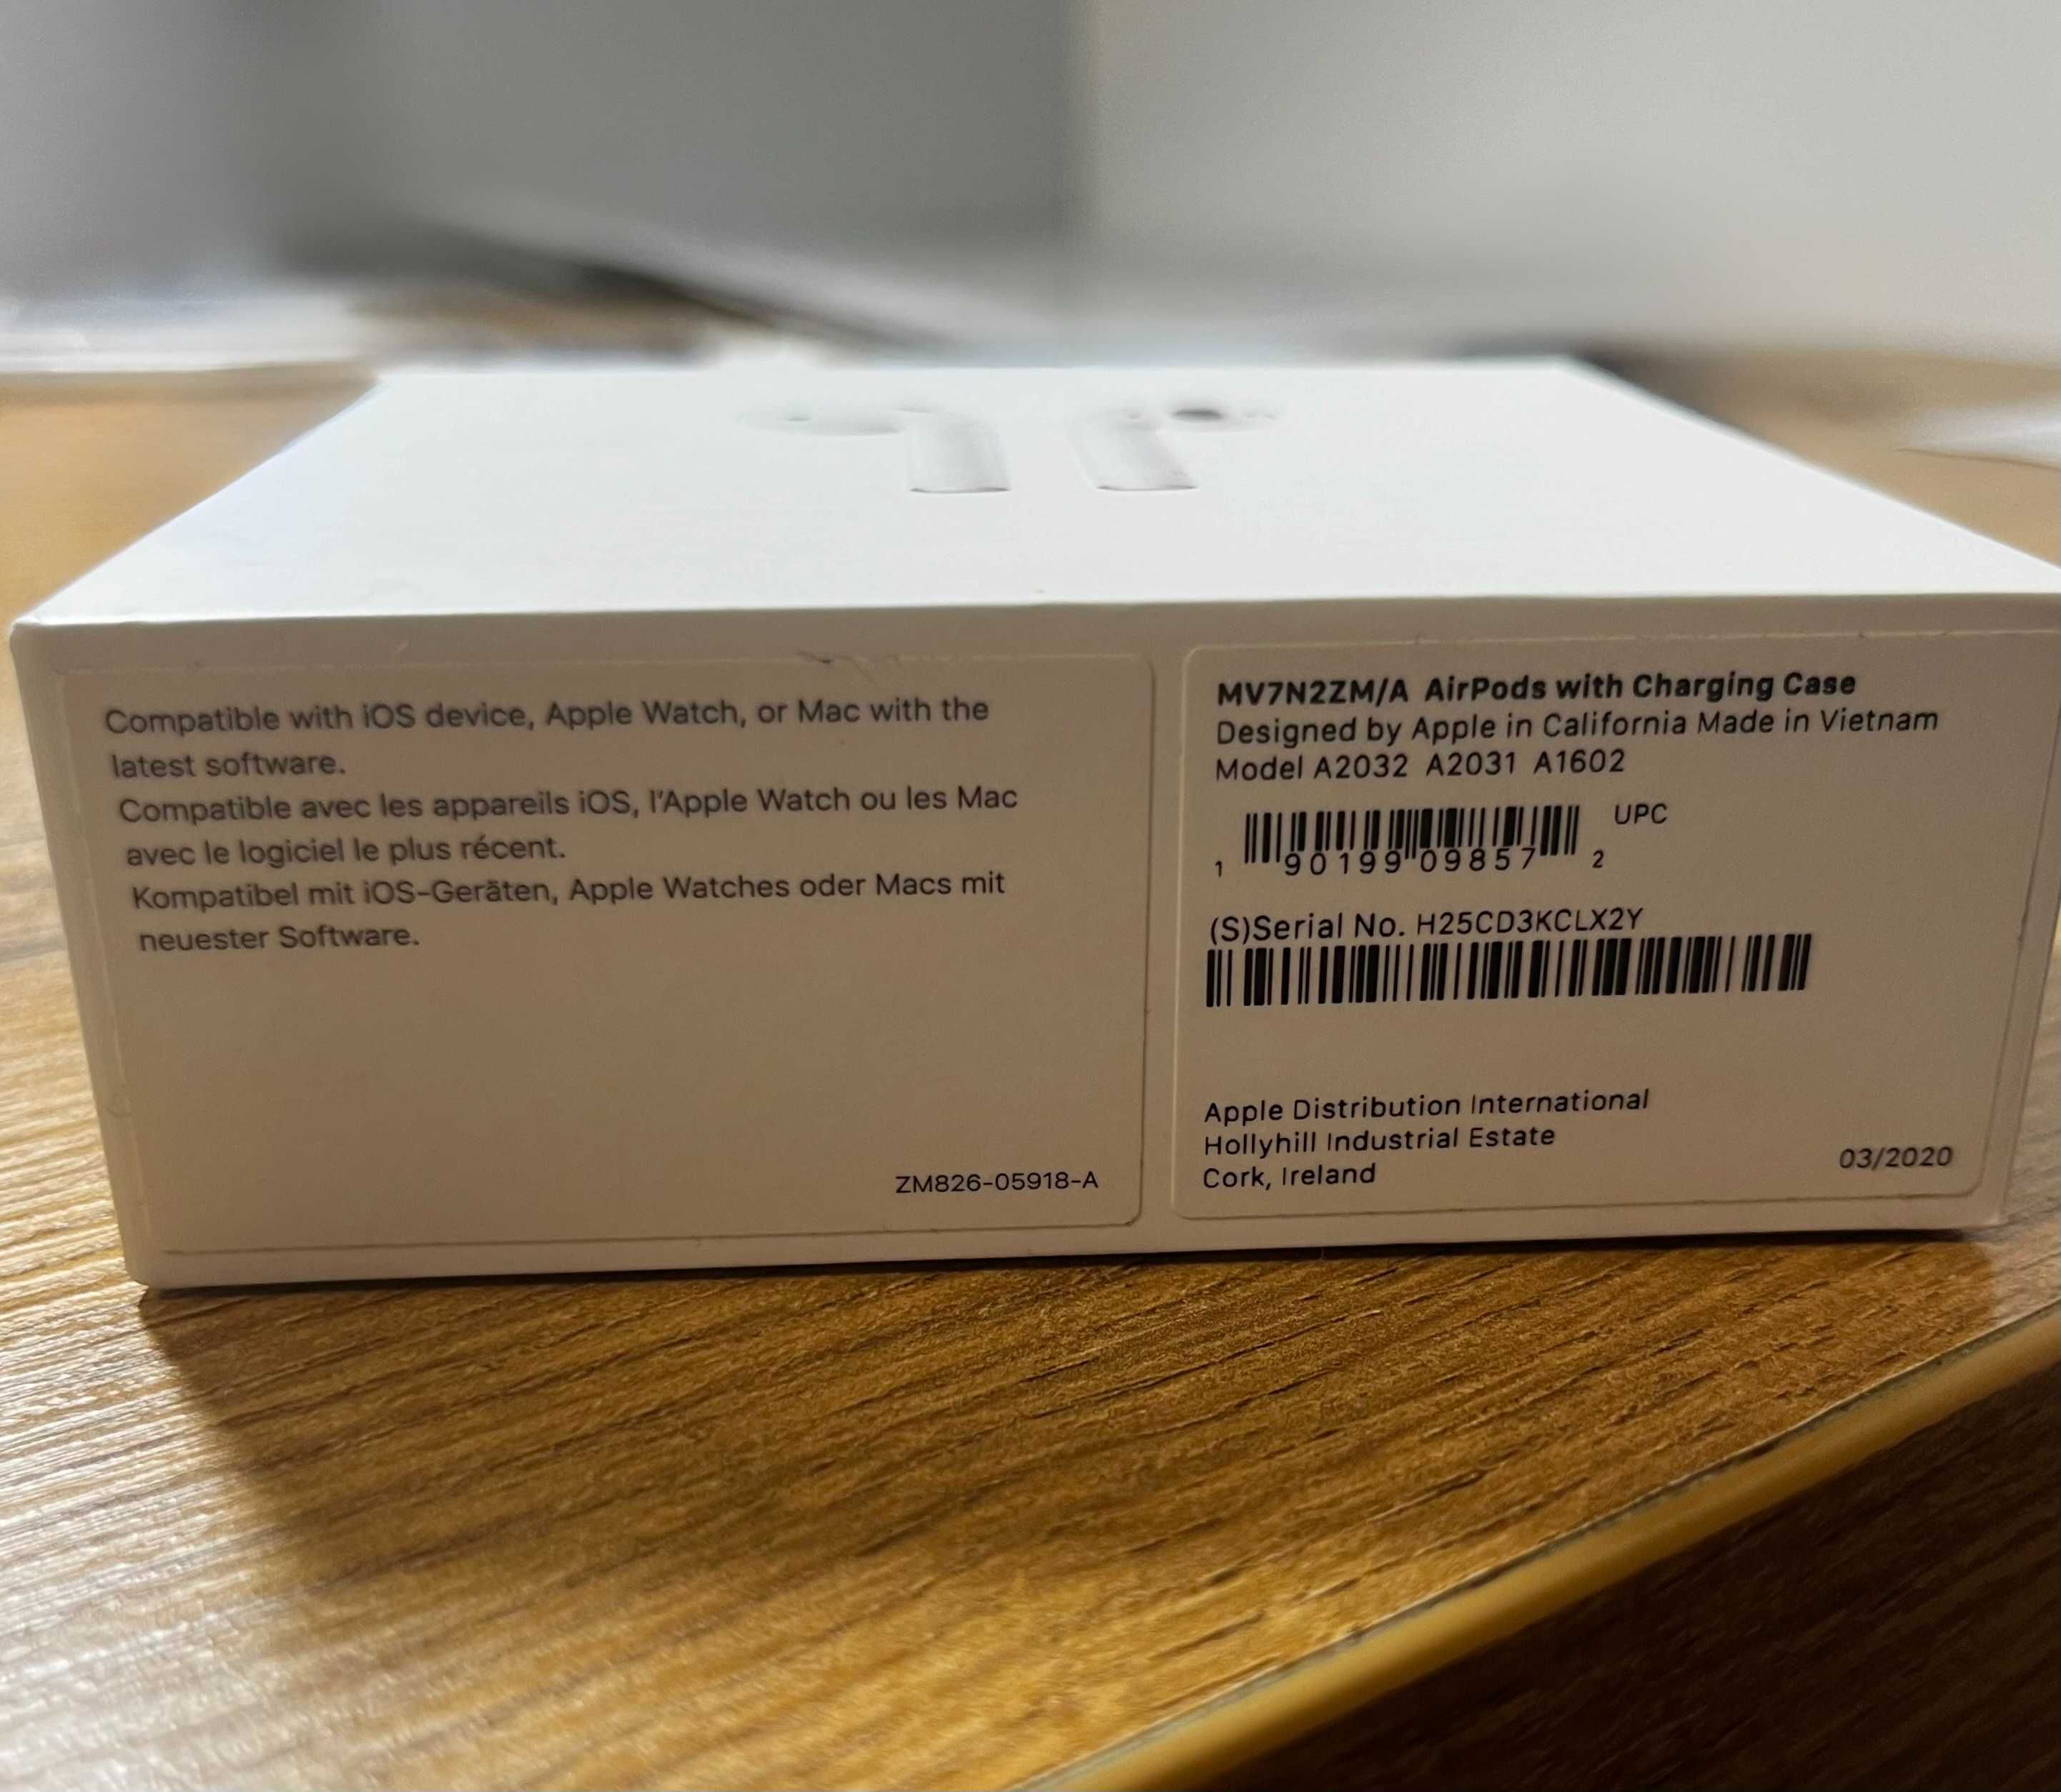 Compatible with iOS device, Apple Watch, or Mac with the
latest software.
Compatible avec les appareils iOS, l'Apple Watch ou les Mac
avec le logiciel le plus récent.
Kompatibel mit iOS-Geräten, Apple Watches oder Macs mit
neuester Software.
ZM826-05918-A
MV7N2ZM/A AirPods with Charging Case
Designed by Apple in California Made in Vietnam
Model A2032 A2031 A1602
UPC
1 90199 09857 2
(S)Serial No. H25CD3KCLX2Y
Apple Distribution International
Hollyhill Industrial Estate
Cork, Ireland
03/2020